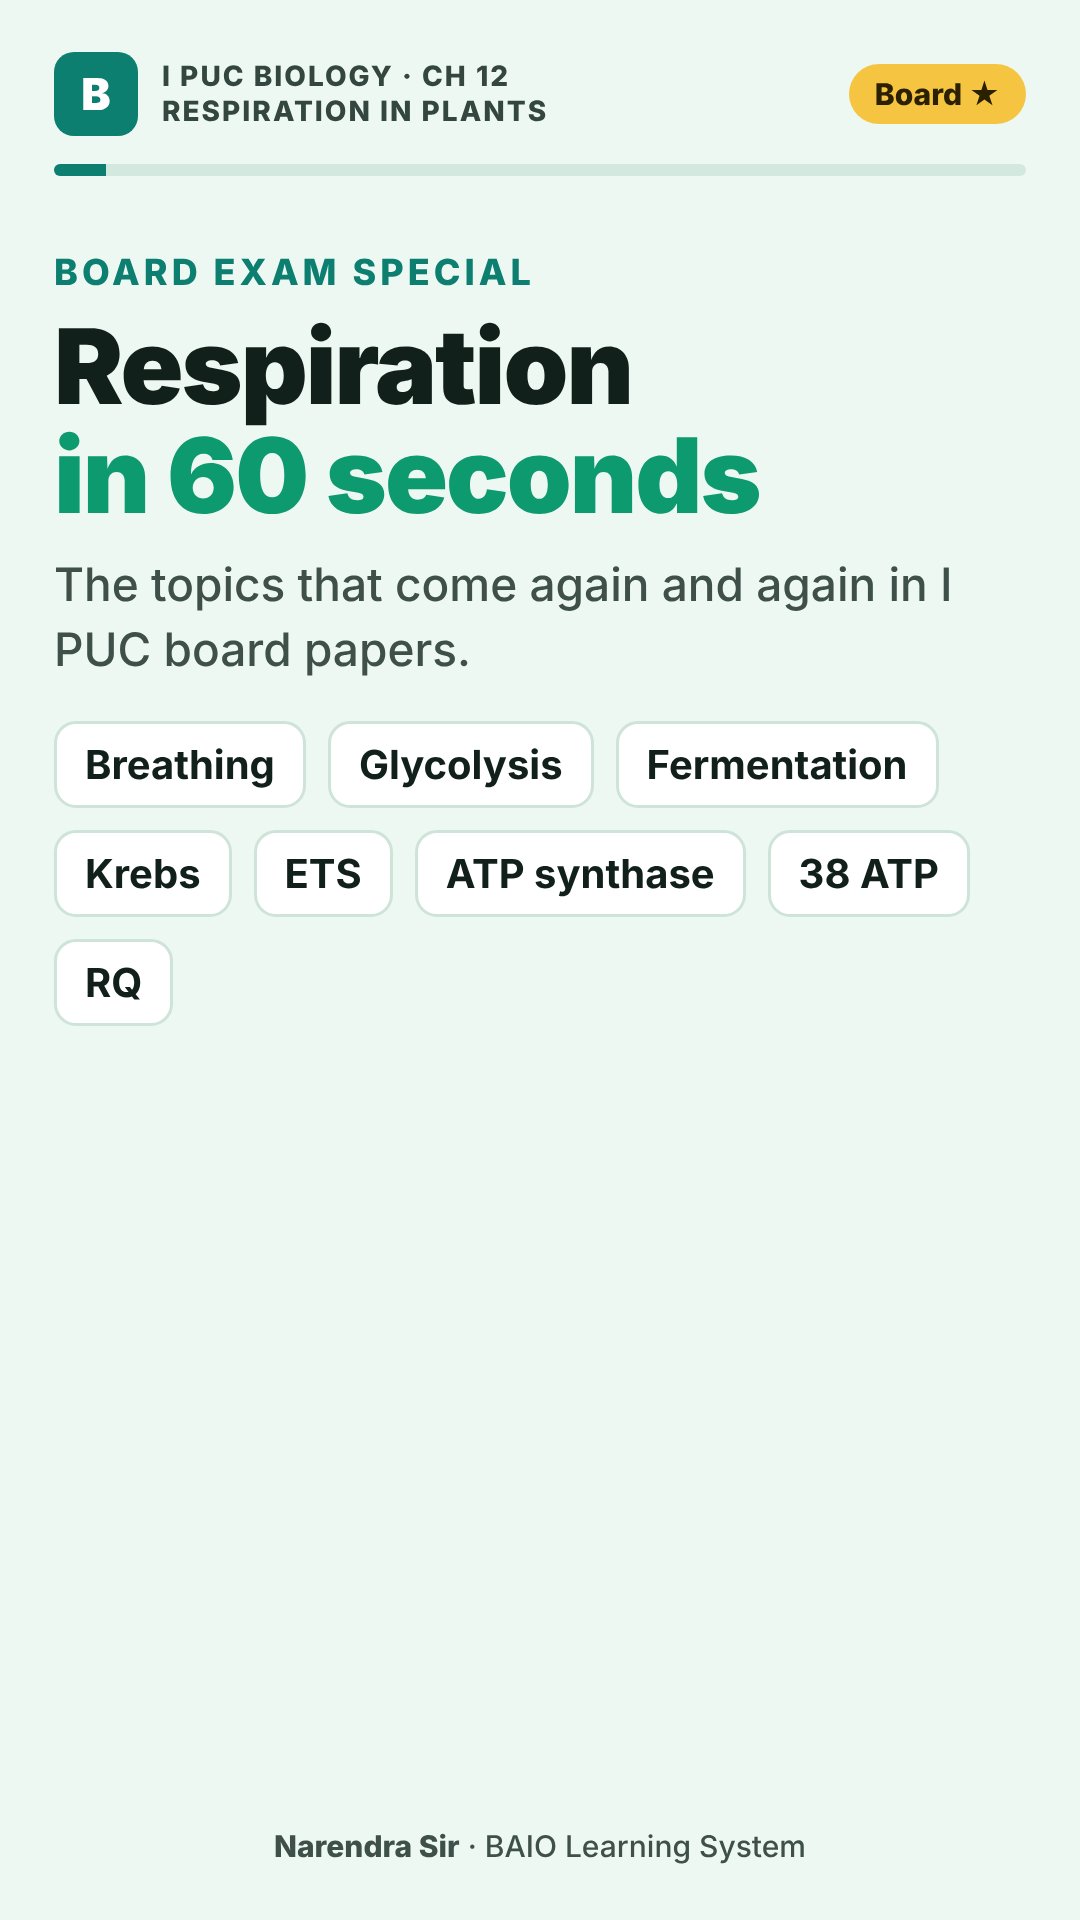 B
I PUC BIOLOGY · CH 12
RESPIRATION IN PLANTS
Board ★
BOARD EXAM SPECIAL
Respiration
in 60 seconds
The topics that come again and again in I
PUC board papers.
Breathing
Glycolysis
Fermentation
Krebs
ETS
ATP synthase
38 ATP
RQ
Narendra Sir · BAIO Learning System